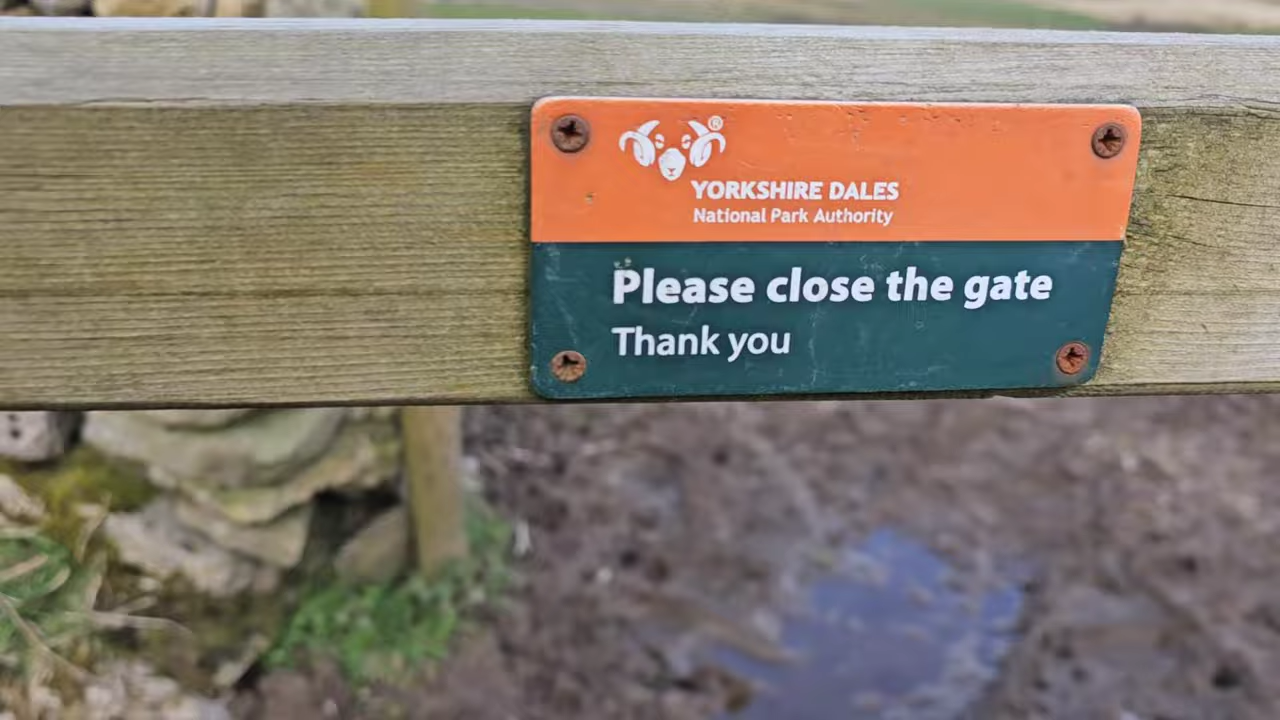 ®
YORKSHIRE DALES
National Park Authority
Please close the gate
Thank you